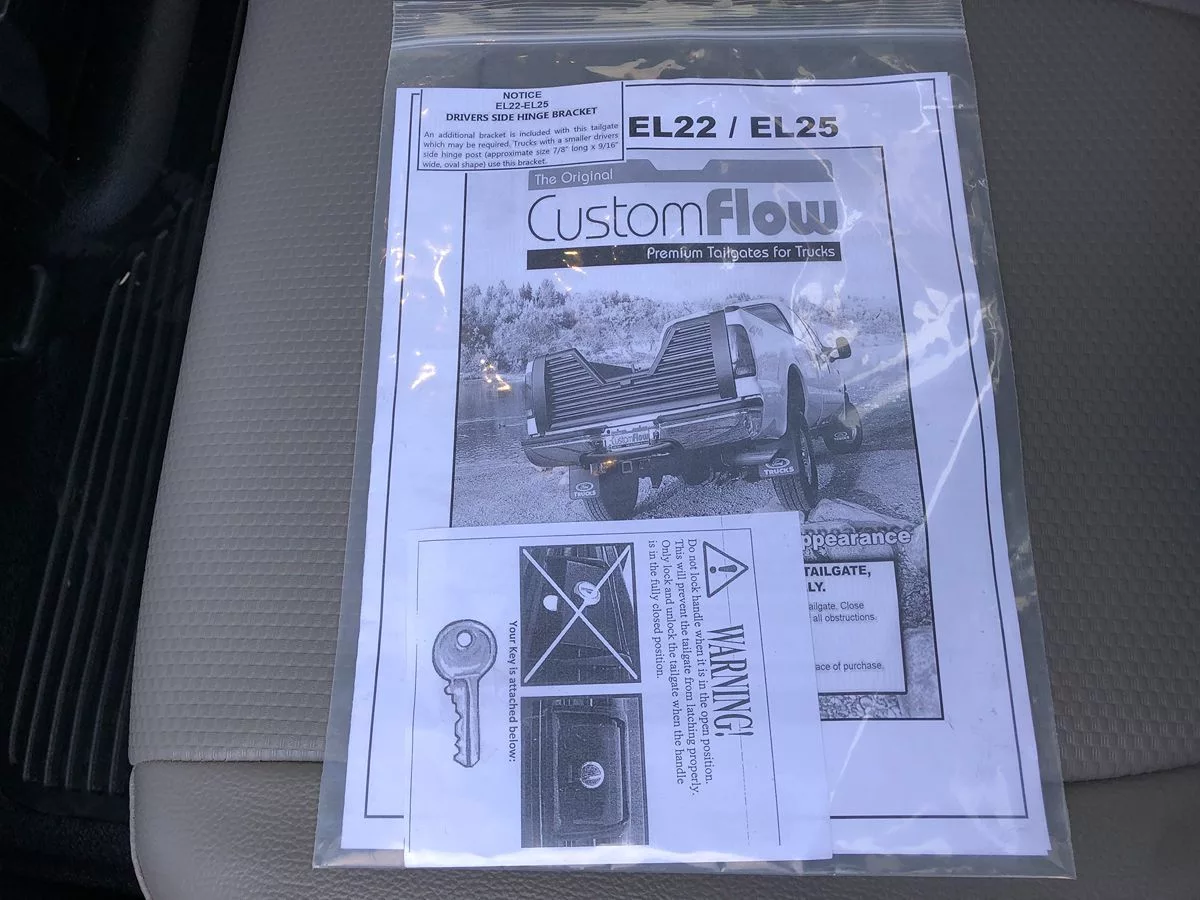 NOTICE
EL22-EL25
DRIVERS SIDE HINGE BRACKET
An additional bracket is included with this tailgate
which may be required. Trucks with a smaller drivers
side hinge post (approximate size 7/8" long x 9/16"
wide, oval shape) use this bracket.
EL22 / EL25
The Original
CustomFlow
Premium Tailgates for Trucks
CustomFlow
Ford
TRUCKS
Ford
TRUCKS
ppearance
TAILGATE,
LY.
ailgate. Close
all obstructions.
ace of purchase.
WARNING!
Do not lock handle when it is in the open position.
This will prevent the tailgate from latching properly.
Only lock and unlock the tailgate when the handle
is in the fully closed position.
Your Key is attached below: